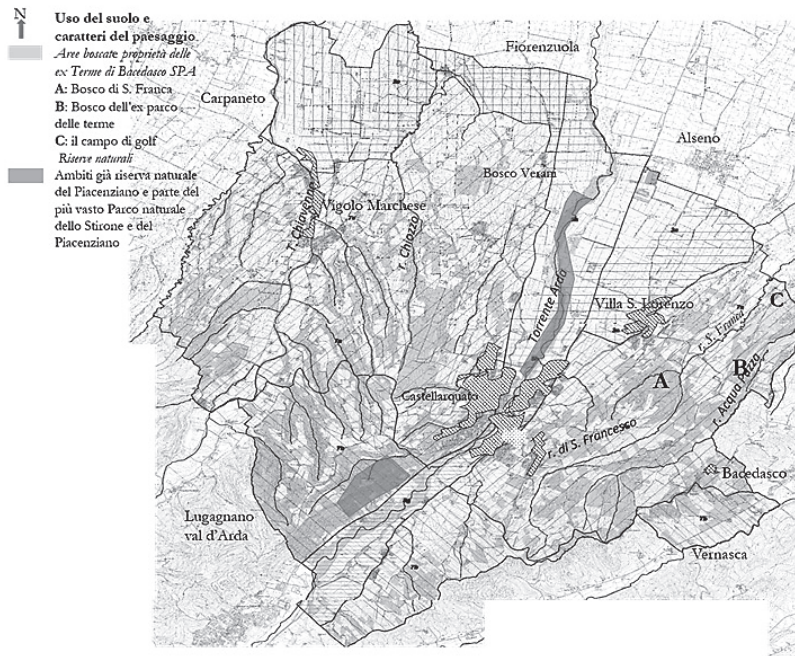 N
Uso del suolo e
caratteri del paesaggio
Aree boscate proprietà delle
ex Terme di Bacedasco SPA
A: Bosco di S. Franca
B: Bosco dell'ex parco
delle terme
C: il campo di golf
Riserve naturali
Ambiti già riserva naturale
del Piacenziano e parte del
più vasto Parco naturale
dello Stirone e del
Piacenziano
Fiorenzuola
Carpaneto
Alseno
Bosco Verani
Vigolo Marchese
r. Chiavenna
r. Chiozzo
Torrente Arda
Villa S. Lorenzo
C
r. S. Franca
B
A
r. Acqua Puzza
Castellarquato
r. di S. Francesco
Bacedasco
Lugagnano
val d'Arda
Vernasca